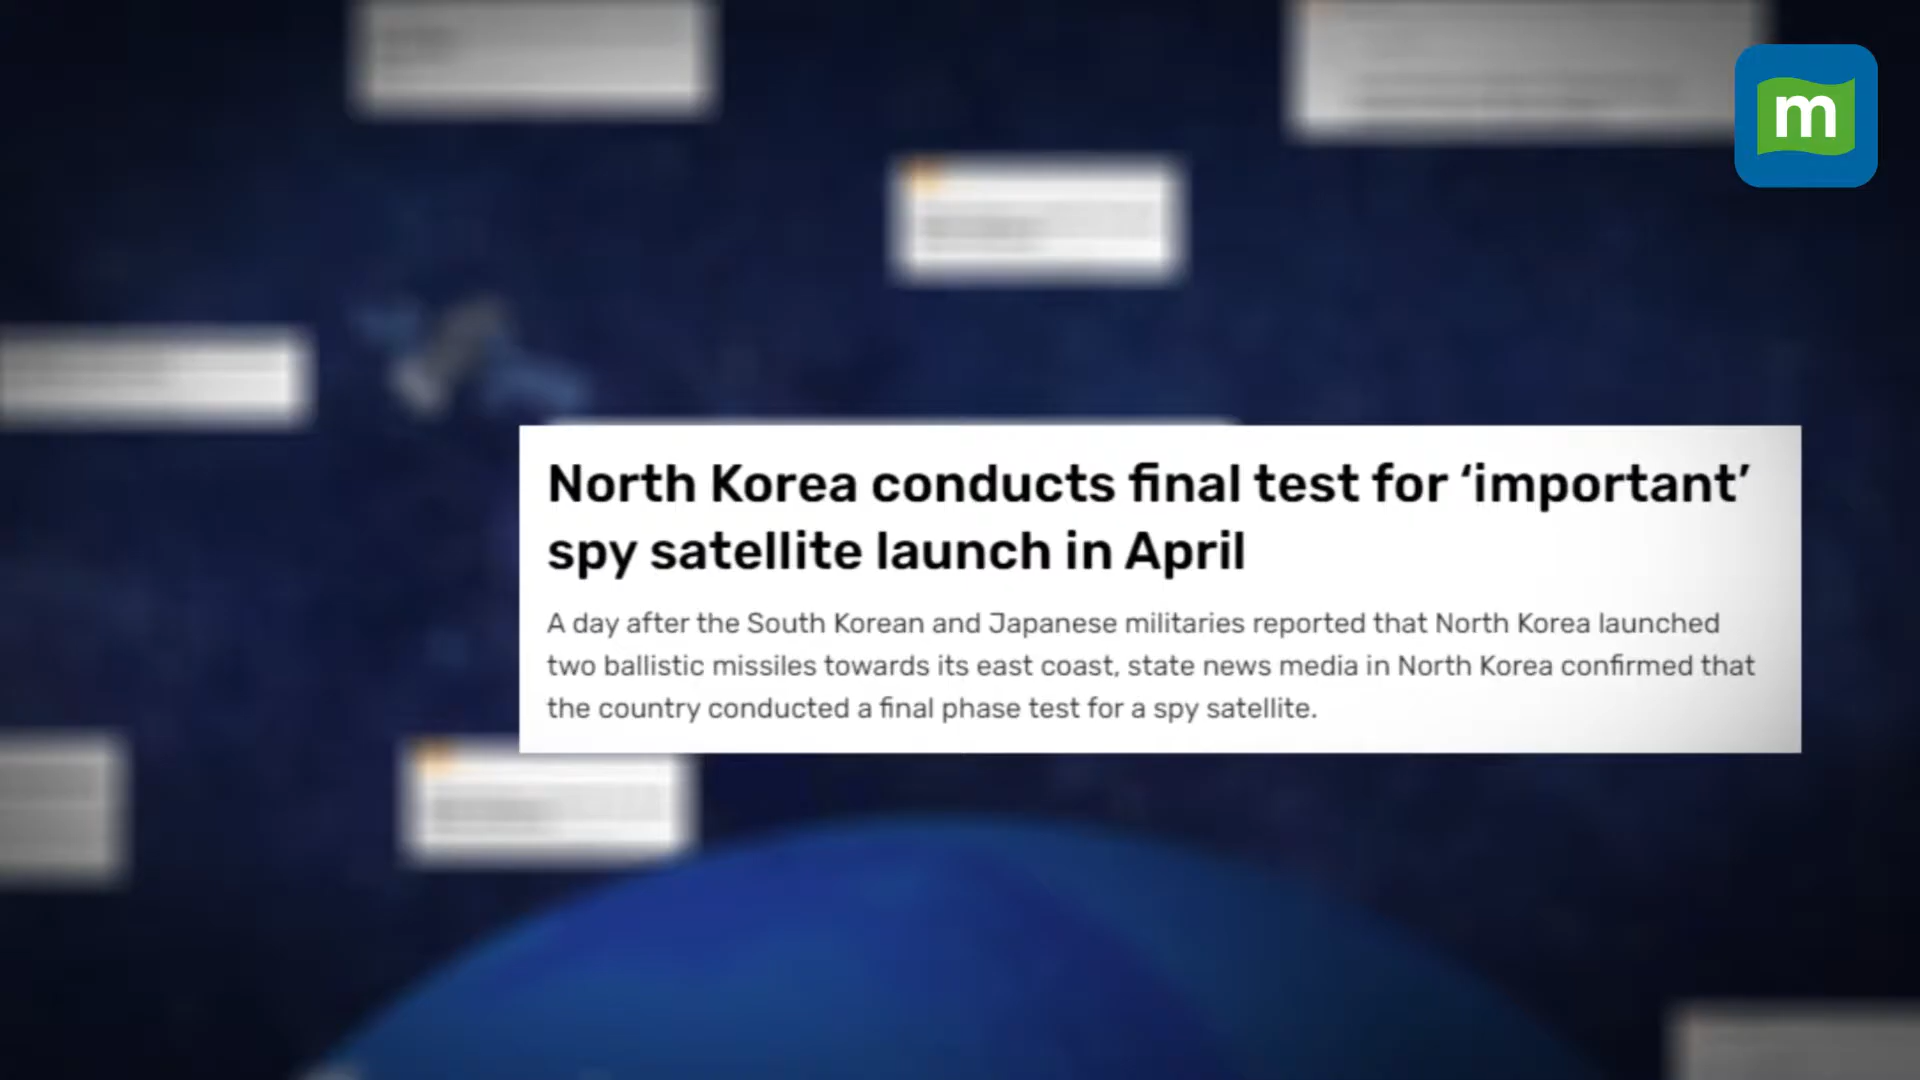 m
North Korea conducts final test for ‘important’
spy satellite launch in April
A day after the South Korean and Japanese militaries reported that North Korea launched
two ballistic missiles towards its east coast, state news media in North Korea confirmed that
the country conducted a final phase test for a spy satellite.